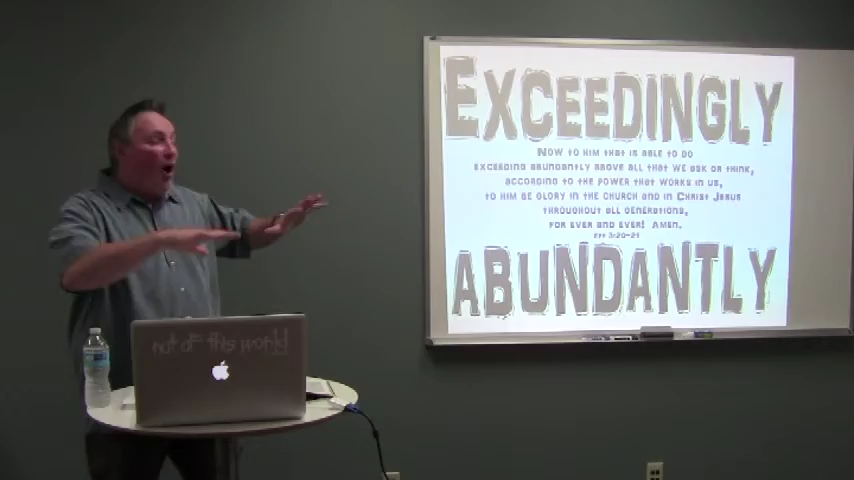 EXCEEDINGLY
NOW TO HIM THAT IS ABLE TO DO
EXCEEDING ABUNDANTLY ABOVE ALL THAT WE ASK OR THINK,
ACCORDING TO THE POWER THAT WORKS IN US,
TO HIM BE GLORY IN THE CHURCH AND IN CHRIST JESUS
THROUGHOUT ALL GENERATIONS,
FOR EVER AND EVER! AMEN.
EPH 3:20-21
ABUNDANTLY
not of this world